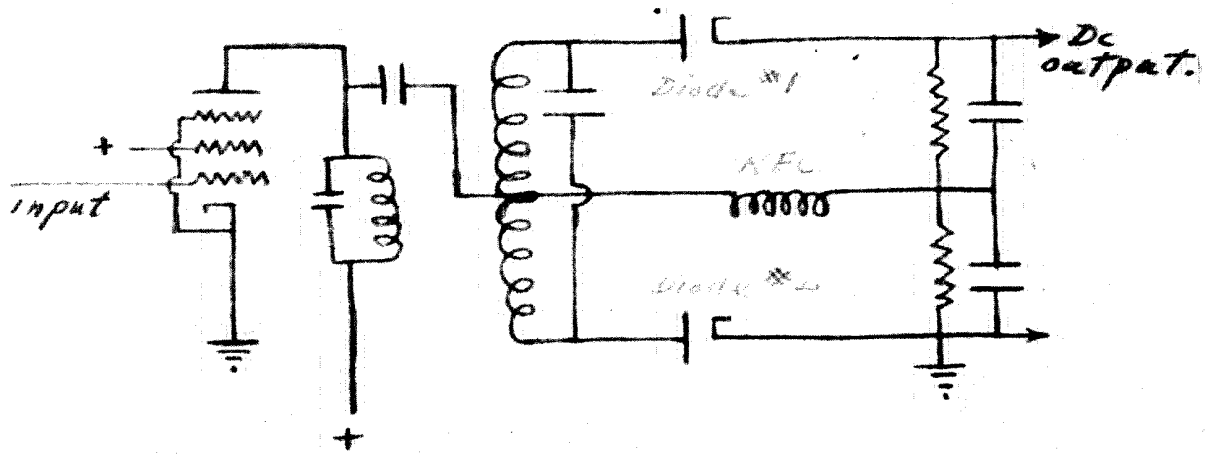 Dc
output.
Diode #1
+
RFC
input
Diode #2
+